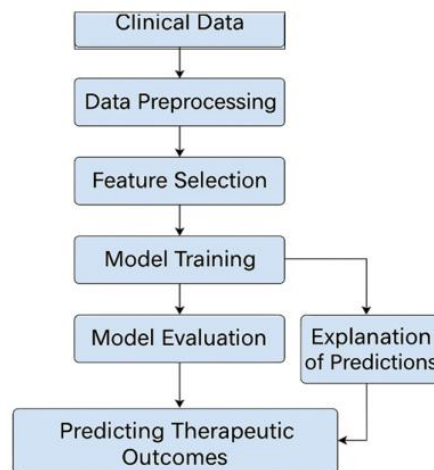 Clinical Data
Data Preprocessing
Feature Selection
Model Training
Model Evaluation
Explanation
of Predictions
Predicting Therapeutic
Outcomes